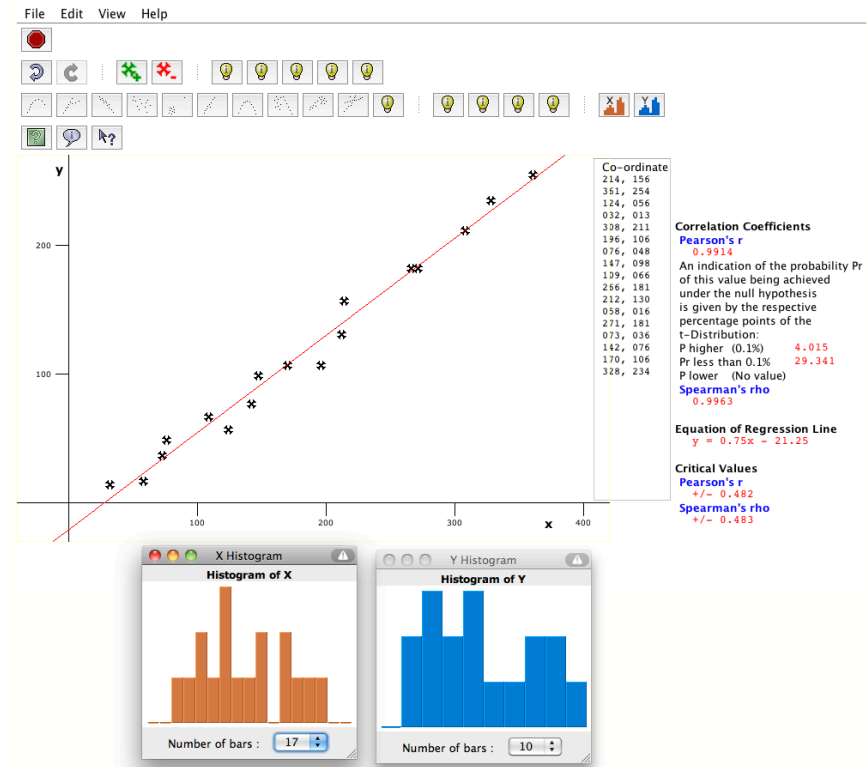 File Edit View Help
X Y
y
200
100
100 200 300 x 400
Co-ordinate
214, 156
361, 254
124, 056
032, 013
308, 211
196, 106
076, 048
147, 098
109, 066
266, 181
212, 130
058, 016
271, 181
073, 036
142, 076
170, 106
328, 234
Correlation Coefficients
Pearson's r
0.9914
An indication of the probability Pr
of this value being achieved
under the null hypothesis
is given by the respective
percentage points of the
t-Distribution:
P higher (0.1%) 4.015
Pr less than 0.1% 29.341
P lower (No value)
Spearman's rho
0.9963
Equation of Regression Line
y = 0.75x - 21.25
Critical Values
Pearson's r
+/- 0.482
Spearman's rho
+/- 0.483
X Histogram
Histogram of X
Number of bars : 17
Y Histogram
Histogram of Y
Number of bars : 10